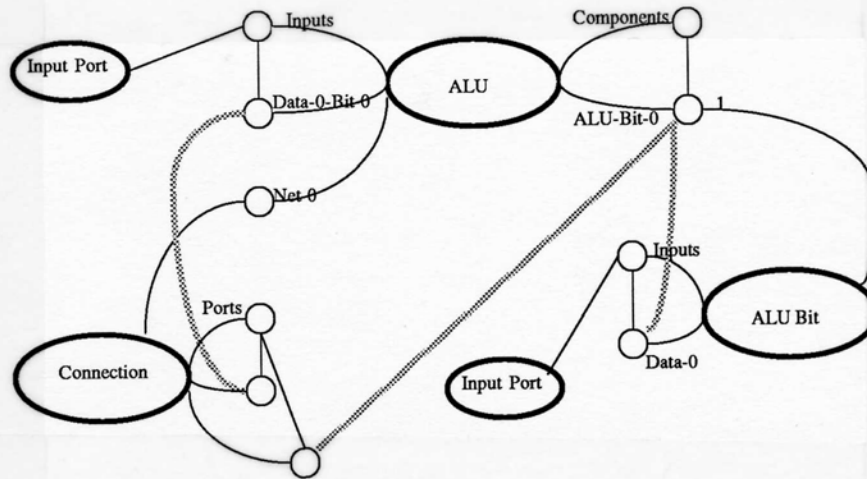 Inputs
Components
Input Port
ALU
Data-0-Bit-0
1
ALU-Bit-0
Net-0
Inputs
Ports
ALU Bit
Data-0
Connection
Input Port